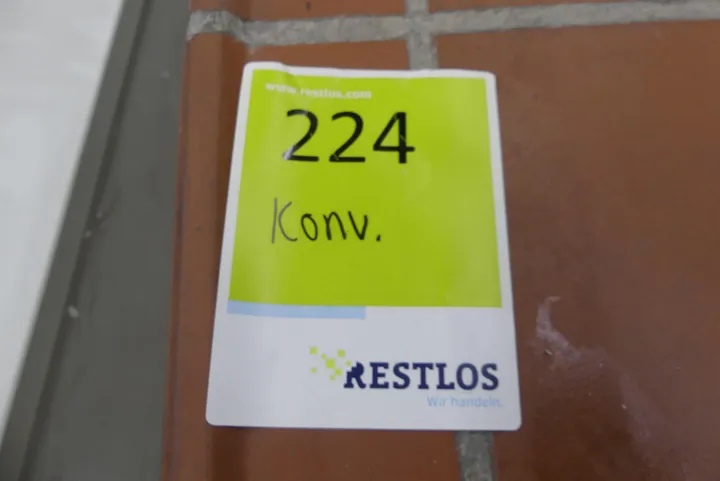 www.restlos.com
224
Konv.
RESTLOS
Wir handeln.